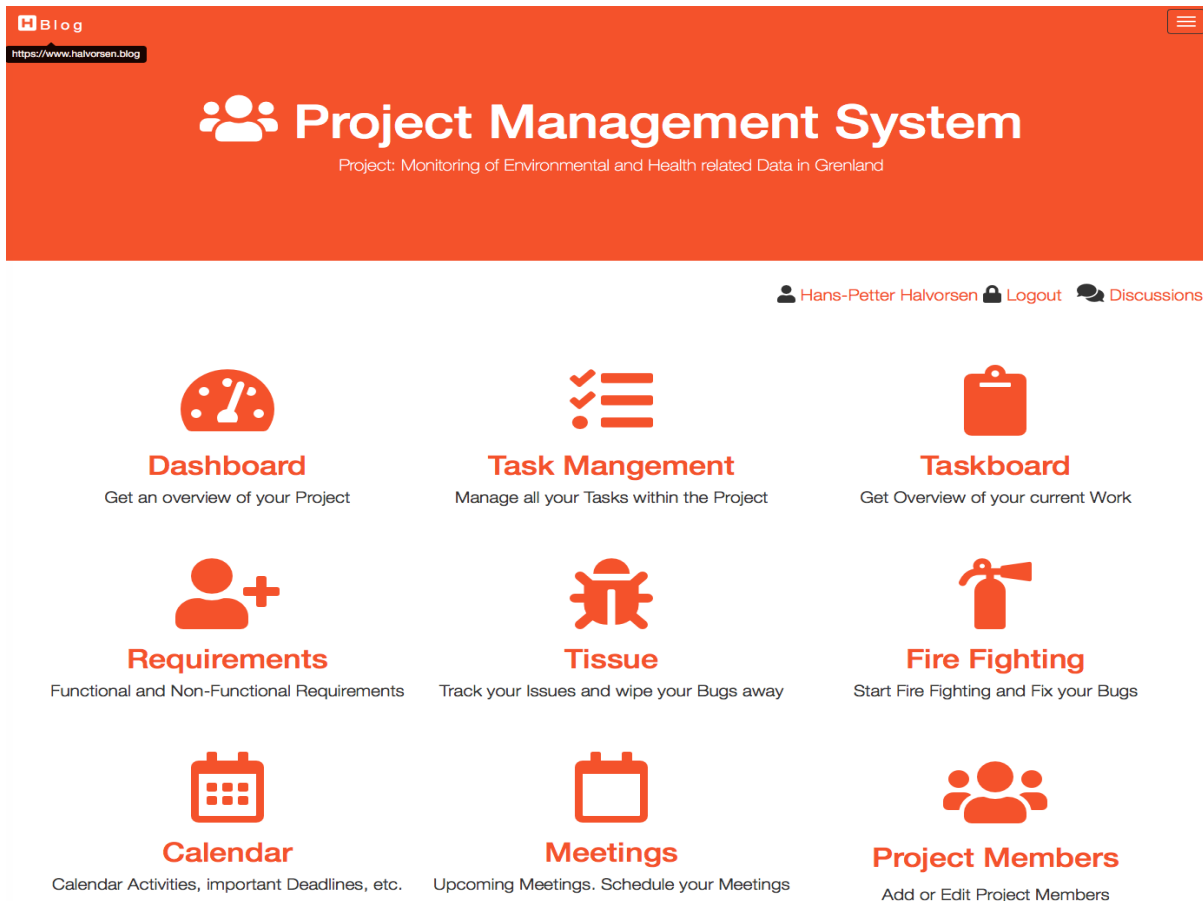 H Blog
https://www.halvorsen.blog
Project Management System
Project: Monitoring of Environmental and Health related Data in Grenland
Hans-Petter Halvorsen Logout Discussions
Dashboard Task Mangement Taskboard
Get an overview of your Project Manage all your Tasks within the Project Get Overview of your current Work
Requirements Tissue Fire Fighting
Functional and Non-Functional Requirements Track your Issues and wipe your Bugs away Start Fire Fighting and Fix your Bugs
Calendar Meetings Project Members
Calendar Activities, important Deadlines, etc. Upcoming Meetings. Schedule your Meetings Add or Edit Project Members